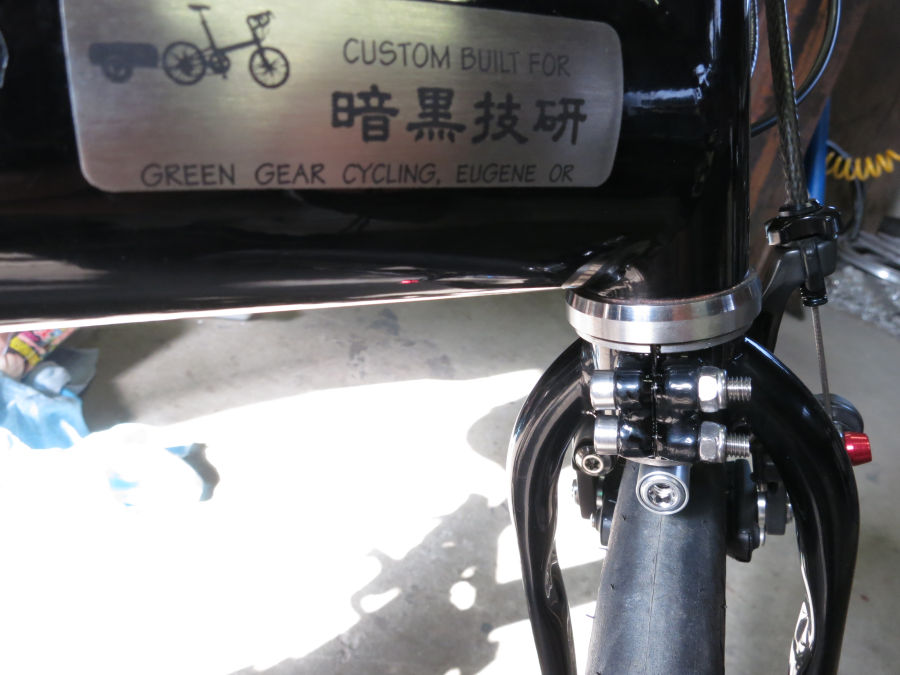 CUSTOM BUILT FOR
暗黒技研
GREEN GEAR CYCLING, EUGENE OR